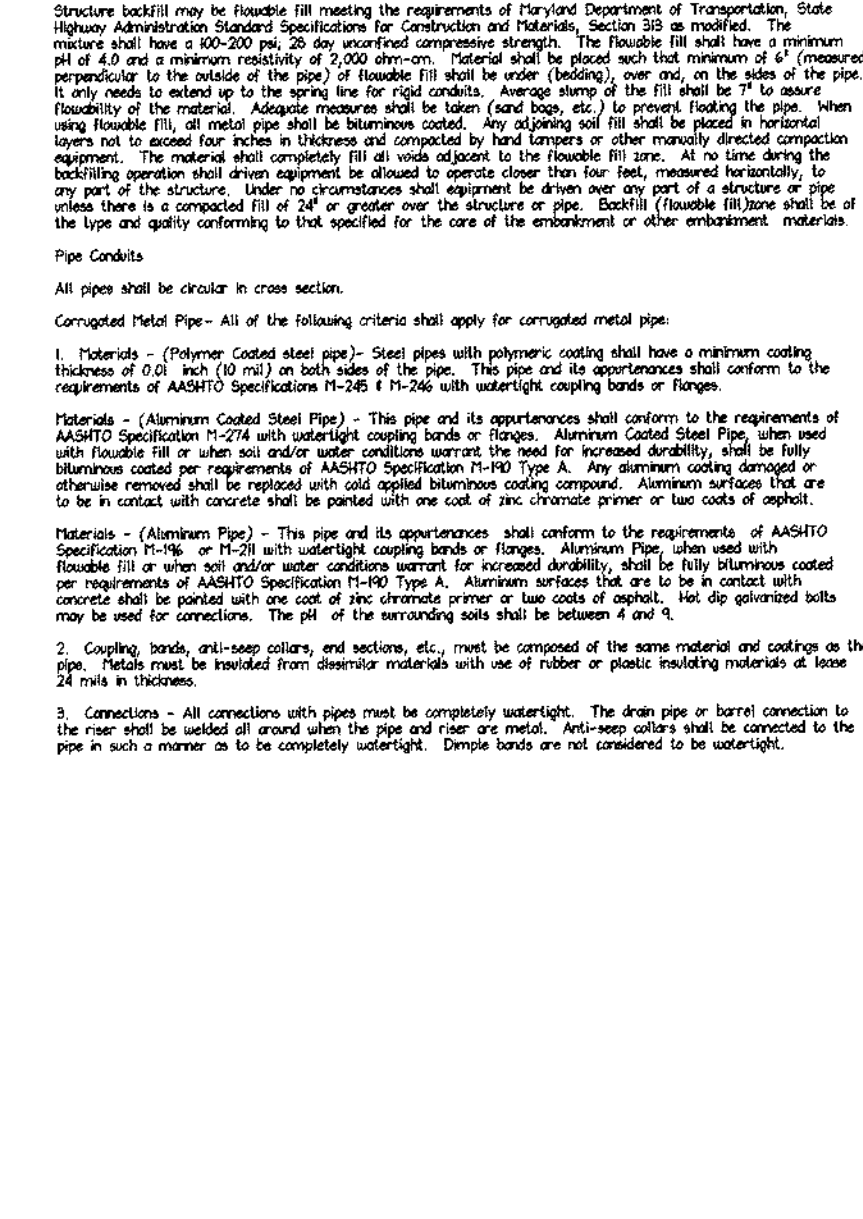 Structure backfill may be flowable fill meeting the requirements of Maryland Department of Transportation, State
Highway Administration Standard Specifications for Construction and Materials, Section 313 as modified. The
mixture shall have a 100-200 psi; 28 day unconfined compressive strength. The flowable fill shall have a minimum
pH of 4.0 and a minimum resistivity of 2,000 ohm-cm. Material shall be placed such that minimum of 6" (measured
perpendicular to the outside of the pipe) of flowable fill shall be under (bedding), over and, on the sides of the pipe.
It only needs to extend up to the spring line for rigid conduits. Average slump of the fill shall be 7" to assure
flowability of the material. Adequate measures shall be taken (sand bags, etc.) to prevent floating the pipe. When
using flowable fill, all metal pipe shall be bituminous coated. Any adjoining soil fill shall be placed in horizontal
layers not to exceed four inches in thickness and compacted by hand tampers or other manually directed compaction
equipment. The material shall completely fill all voids adjacent to the flowable fill zone. At no time during the
backfilling operation shall driven equipment be allowed to operate closer than four feet, measured horizontally, to
any part of the structure. Under no circumstances shall equipment be driven over any part of a structure or pipe
unless there is a compacted fill of 24" or greater over the structure or pipe. Backfill (flowable fill)zone shall be of
the type and quality conforming to that specified for the core of the embankment or other embankment materials.
Pipe Conduits
All pipes shall be circular in cross section.
Corrugated Metal Pipe- All of the following criteria shall apply for corrugated metal pipe:
1. Materials - (Polymer Coated steel pipe)- Steel pipes with polymeric coating shall have a minimum coating
thickness of 0.01 inch (10 mil) on both sides of the pipe. This pipe and its appurtenances shall conform to the
requirements of AASHTO Specifications M-245 & M-246 with watertight coupling bands or flanges.
Materials - (Aluminum Coated Steel Pipe) - This pipe and its appurtenances shall conform to the requirements of
AASHTO Specification M-274 with watertight coupling bands or flanges. Aluminum Coated Steel Pipe, when used
with flowable fill or when soil and/or water conditions warrant the need for increased durability, shall be fully
bituminous coated per requirements of AASHTO Specification M-190 Type A. Any aluminum coating damaged or
otherwise removed shall be replaced with cold applied bituminous coating compound. Aluminum surfaces that are
to be in contact with concrete shall be painted with one coat of zinc chromate primer or two coats of asphalt.
Materials - (Aluminum Pipe) - This pipe and its appurtenances shall conform to the requirements of AASHTO
Specification M-196 or M-211 with watertight coupling bands or flanges. Aluminum Pipe, when used with
flowable fill or when soil and/or water conditions warrant for increased durability, shall be fully bituminous coated
per requirements of AASHTO Specification M-190 Type A. Aluminum surfaces that are to be in contact with
concrete shall be painted with one coat of zinc chromate primer or two coats of asphalt. Hot dip galvanized bolts
may be used for connections. The pH of the surrounding soils shall be between 4 and 9.
2. Coupling, bands, anti-seep collars, end sections, etc., must be composed of the same material and coatings as th
pipe. Metals must be insulated from dissimilar materials with use of rubber or plastic insulating materials at lease
24 mils in thickness.
3. Connections - All connections with pipes must be completely watertight. The drain pipe or barrel connection to
the riser shall be welded all around when the pipe and riser are metal. Anti-seep collars shall be connected to the
pipe in such a manner as to be completely watertight. Dimple bands are not considered to be watertight.